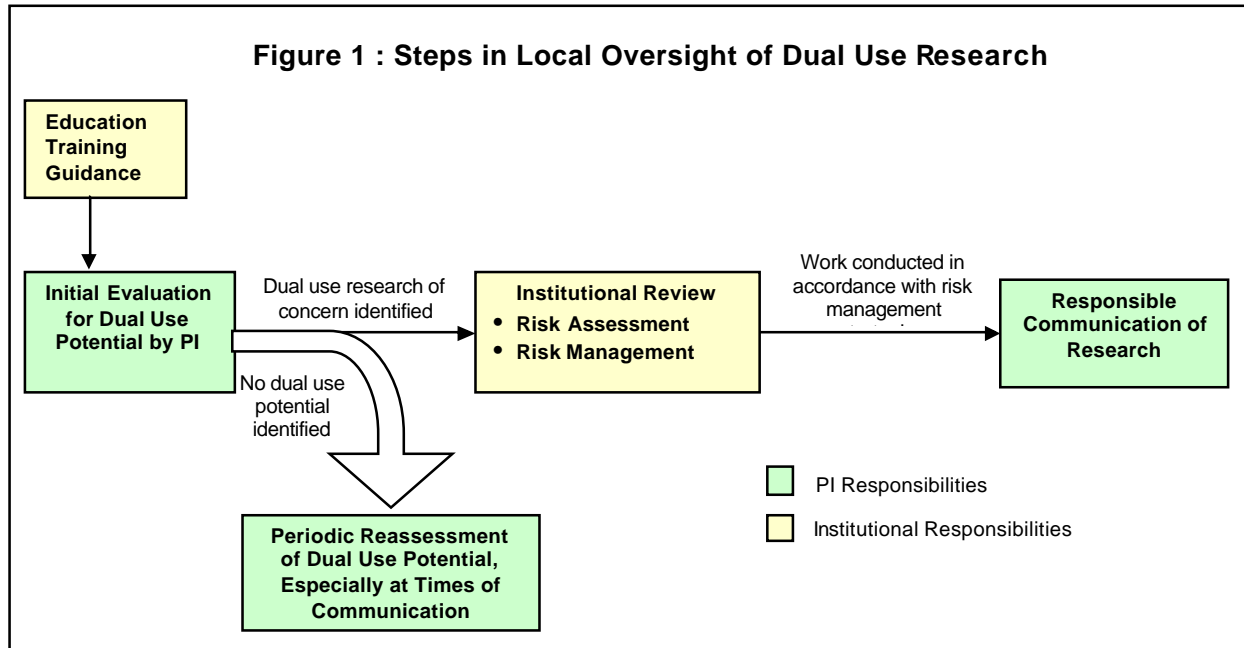 Figure 1 : Steps in Local Oversight of Dual Use Research
Education
Training
Guidance
Initial Evaluation
for Dual Use
Potential by PI
Dual use research of
concern identified
Institutional Review
• Risk Assessment
• Risk Management
Work conducted in
accordance with risk
management
Responsible
Communication of
Research
No dual use
potential
identified
Periodic Reassessment
of Dual Use Potential,
Especially at Times of
Communication
PI Responsibilities
Institutional Responsibilities